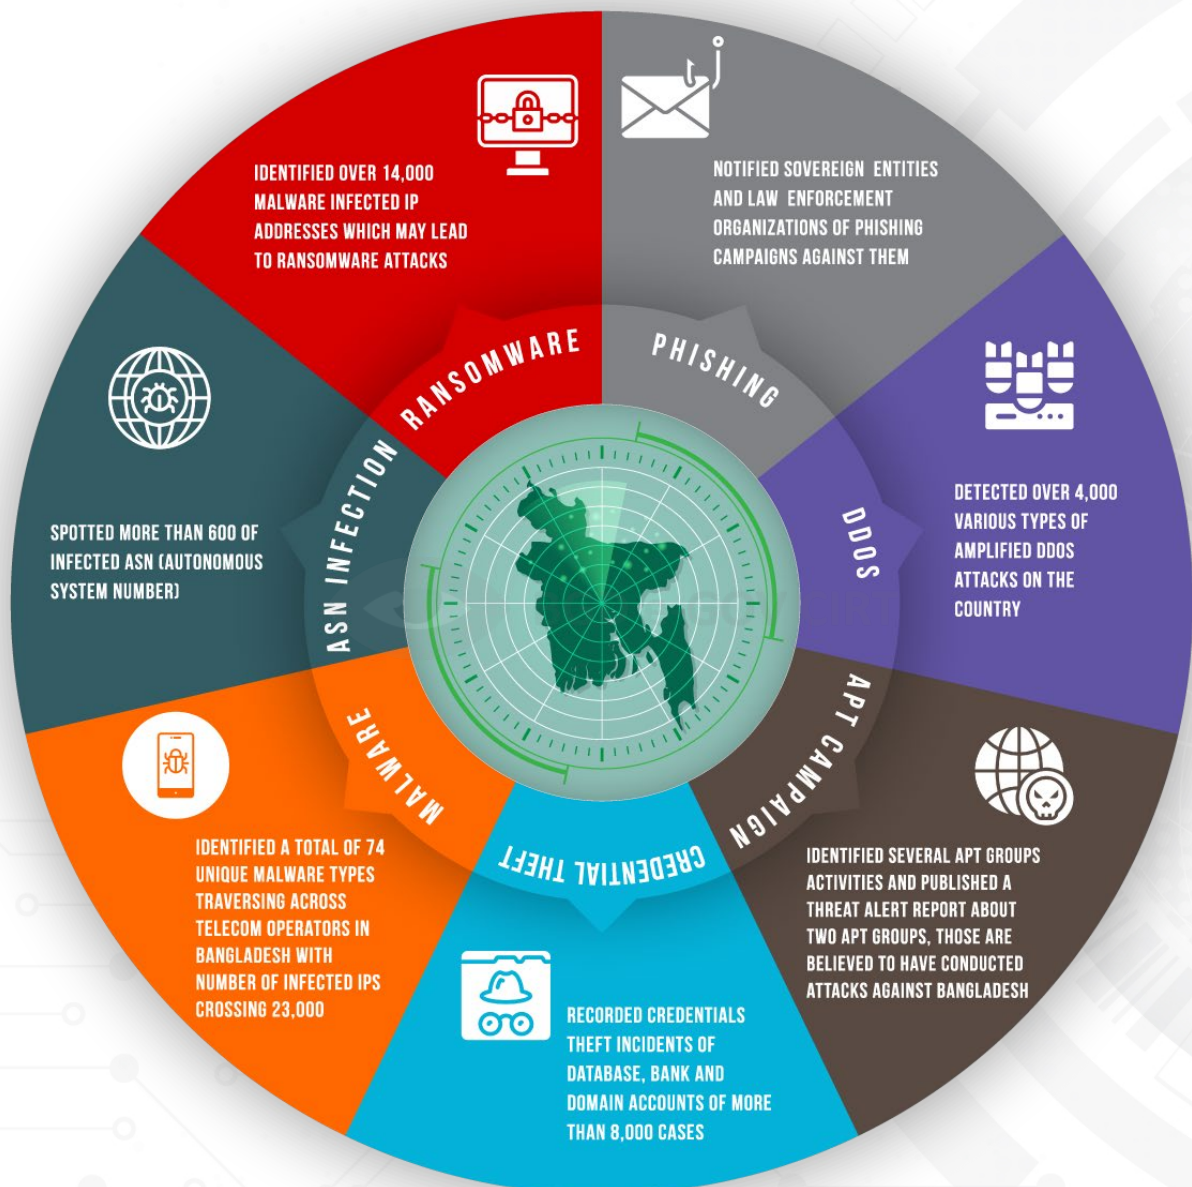 IDENTIFIED OVER 14,000
MALWARE INFECTED IP
ADDRESSES WHICH MAY LEAD
TO RANSOMWARE ATTACKS
RANSOMWARE
NOTIFIED SOVEREIGN ENTITIES
AND LAW ENFORCEMENT
ORGANIZATIONS OF PHISHING
CAMPAIGNS AGAINST THEM
PHISHING
DETECTED OVER 4,000
VARIOUS TYPES OF
AMPLIFIED DDOS
ATTACKS ON THE
COUNTRY
DDOS
IDENTIFIED SEVERAL APT GROUPS
ACTIVITIES AND PUBLISHED A
THREAT ALERT REPORT ABOUT
TWO APT GROUPS, THOSE ARE
BELIEVED TO HAVE CONDUCTED
ATTACKS AGAINST BANGLADESH
APT CAMPAIGN
RECORDED CREDENTIALS
THEFT INCIDENTS OF
DATABASE, BANK AND
DOMAIN ACCOUNTS OF MORE
THAN 8,000 CASES
CREDENTIAL THEFT
IDENTIFIED A TOTAL OF 74
UNIQUE MALWARE TYPES
TRAVERSING ACROSS
TELECOM OPERATORS IN
BANGLADESH WITH
NUMBER OF INFECTED IPS
CROSSING 23,000
MALWARE
SPOTTED MORE THAN 600 OF
INFECTED ASN (AUTONOMOUS
SYSTEM NUMBER)
ASN INFECTION